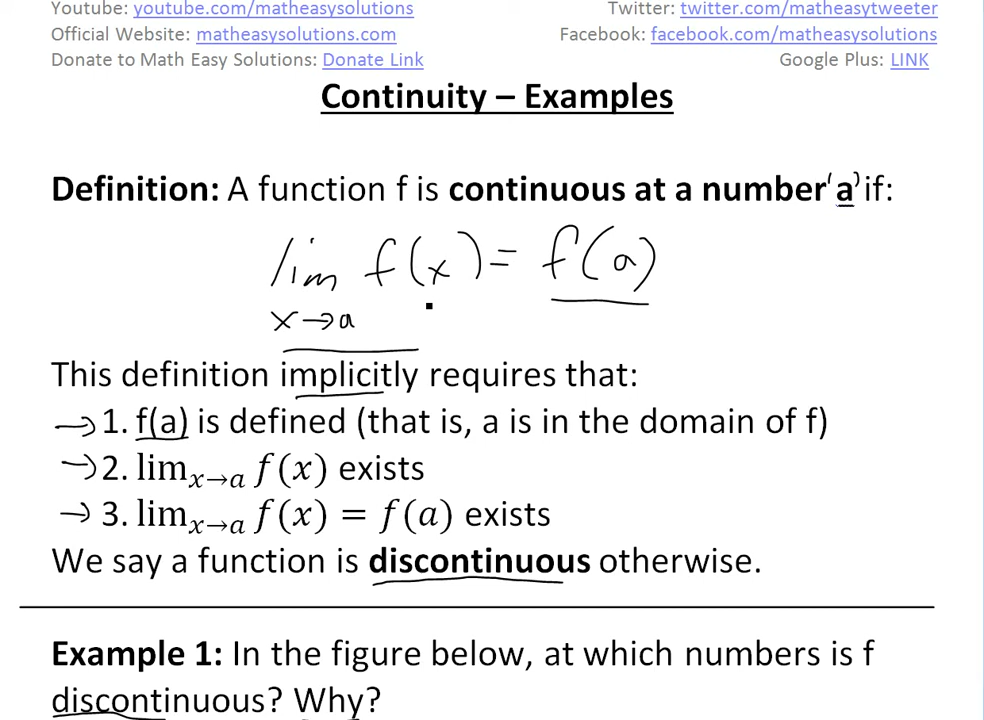 Youtube: youtube.com/matheasysolutions Twitter: twitter.com/matheasytweeter
Official Website: matheasysolutions.com Facebook: facebook.com/matheasysolutions
Donate to Math Easy Solutions: Donate Link Google Plus: LINK
Continuity – Examples
Definition: A function f is continuous at a number 'a' if:
lim f(x) = f(a)
x→a
This definition implicitly requires that:
→ 1. f(a) is defined (that is, a is in the domain of f)
→ 2. limₓ→ₐ f(x) exists
→ 3. limₓ→ₐ f(x) = f(a) exists
We say a function is discontinuous otherwise.
Example 1: In the figure below, at which numbers is f
discontinuous? Why?